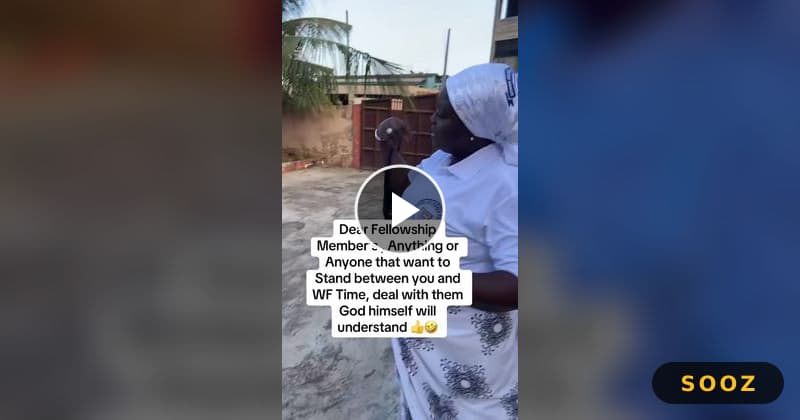 Dear Fellowship
Member's, Anything or
Anyone that want to
Stand between you and
WF Time, deal with them
God himself will
understand 👍🤣
SOOZ